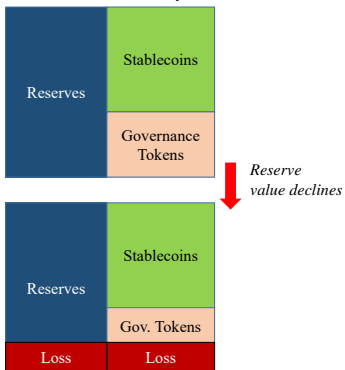 Stablecoins
Reserves
Governance
Tokens
Reserve
value declines
Stablecoins
Reserves
Gov. Tokens
Loss Loss